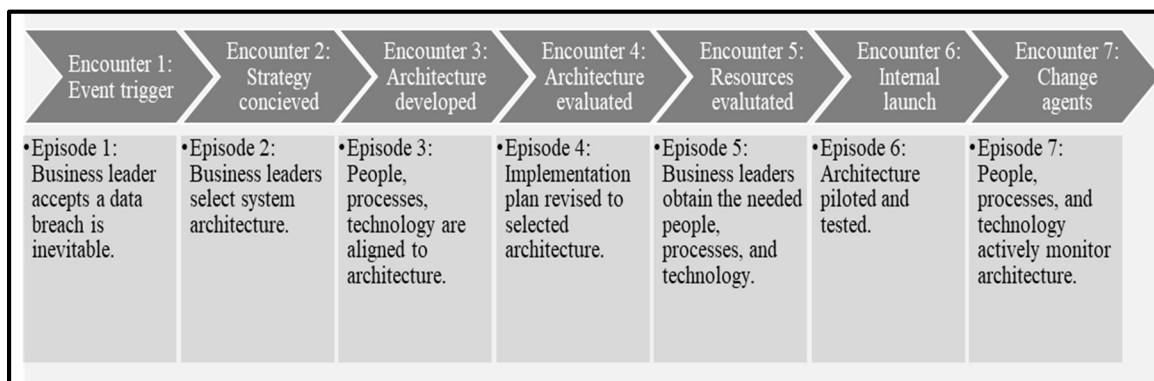 Encounter 1:
Event trigger
Encounter 2:
Strategy
concieved
Encounter 3:
Architecture
developed
Encounter 4:
Architecture
evaluated
Encounter 5:
Resources
evalutated
Encounter 6:
Internal
launch
Encounter 7:
Change
agents
•Episode 1:
Business leader
accepts a data
breach is
inevitable.
•Episode 2:
Business leaders
select system
architecture.
•Episode 3:
People,
processes,
technology are
aligned to
architecture.
•Episode 4:
Implementation
plan revised to
selected
architecture.
•Episode 5:
Business leaders
obtain the needed
people,
processes, and
technology.
•Episode 6:
Architecture
piloted and
tested.
•Episode 7:
People,
processes, and
technology
actively monitor
architecture.